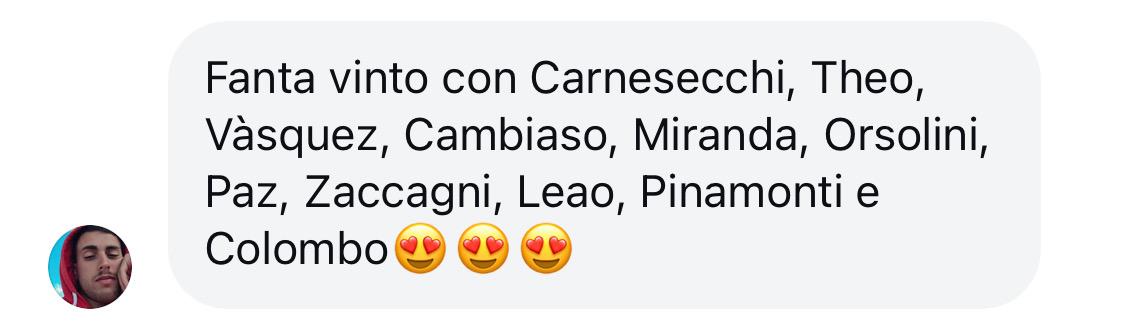 Fanta vinto con Carnesecchi, Theo,
Vàsquez, Cambiaso, Miranda, Orsolini,
Paz, Zaccagni, Leao, Pinamonti e
Colombo😍😍😍